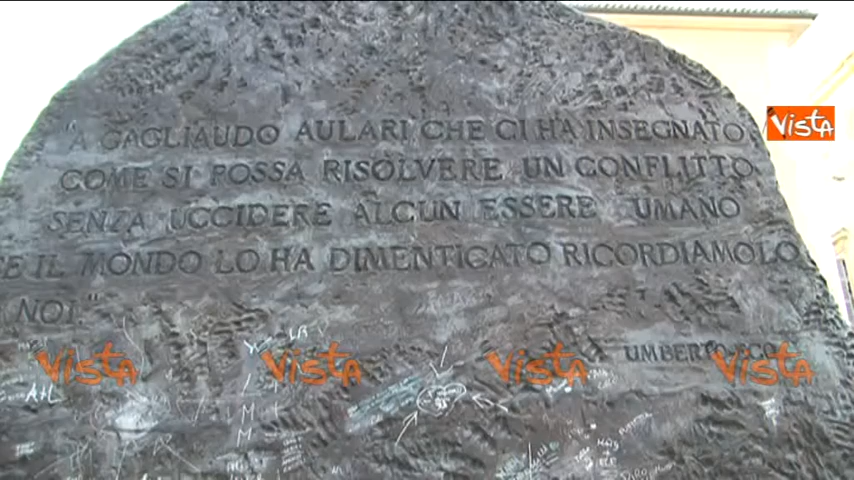 "A GAGLIAUDO AULARI CHE CI HA INSEGNATO
COME SI POSSA RISOLVERE UN CONFLITTO
SENZA UCCIDERE ALCUN ESSERE UMANO
SE IL MONDO LO HA DIMENTICATO RICORDIAMOLO
NOI."
UMBERTO ECO
vista
vista vista vista vista